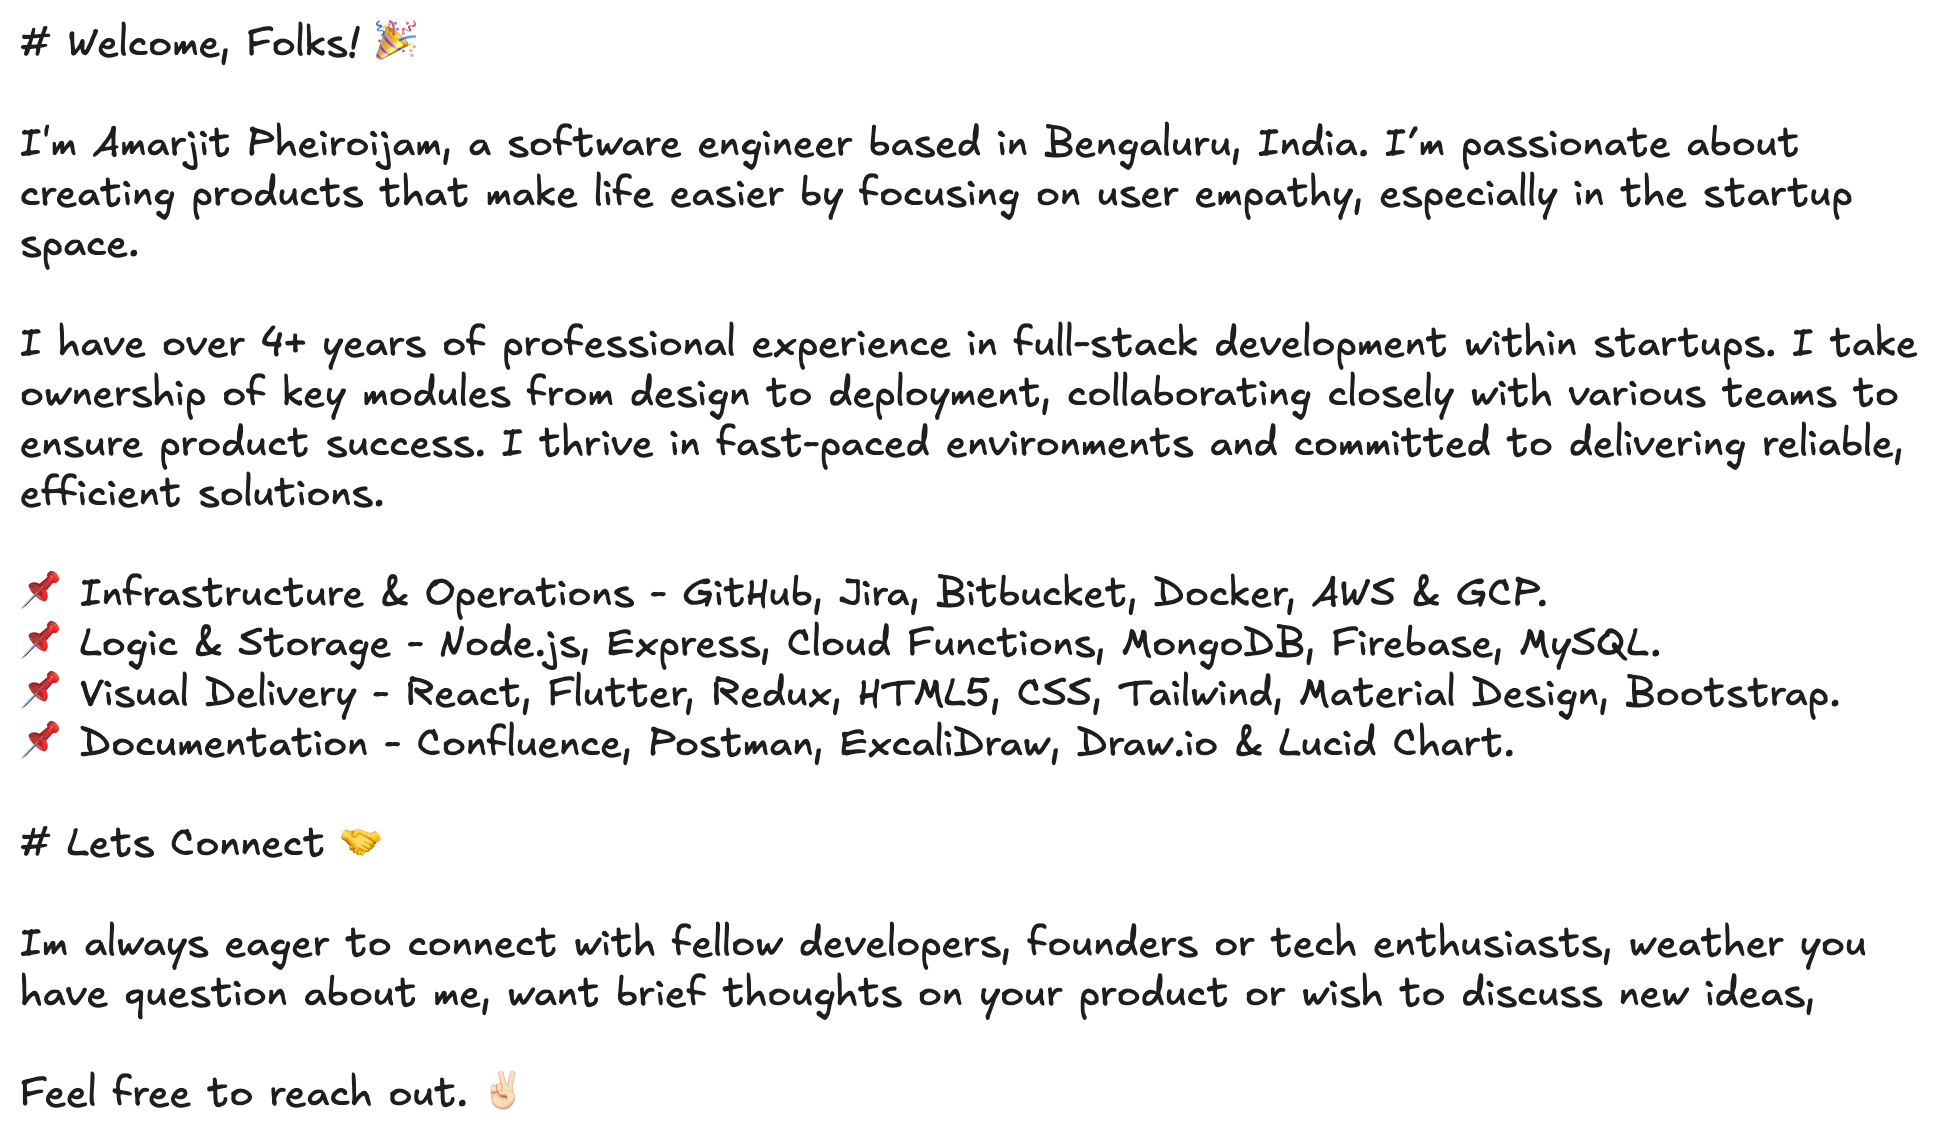 # Welcome, Folks! 🎉
I'm Amarjit Pheiroijam, a software engineer based in Bengaluru, India. I’m passionate about
creating products that make life easier by focusing on user empathy, especially in the startup
space.
I have over 4+ years of professional experience in full-stack development within startups. I take
ownership of key modules from design to deployment, collaborating closely with various teams to
ensure product success. I thrive in fast-paced environments and committed to delivering reliable,
efficient solutions.
📌 Infrastructure & Operations - GitHub, Jira, Bitbucket, Docker, AWS & GCP.
📌 Logic & Storage - Node.js, Express, Cloud Functions, MongoDB, Firebase, MySQL.
📌 Visual Delivery - React, Flutter, Redux, HTML5, CSS, Tailwind, Material Design, Bootstrap.
📌 Documentation - Confluence, Postman, ExcaliDraw, Draw.io & Lucid Chart.
# Lets Connect 🤝
Im always eager to connect with fellow developers, founders or tech enthusiasts, weather you
have question about me, want brief thoughts on your product or wish to discuss new ideas,
Feel free to reach out. ✌🏻